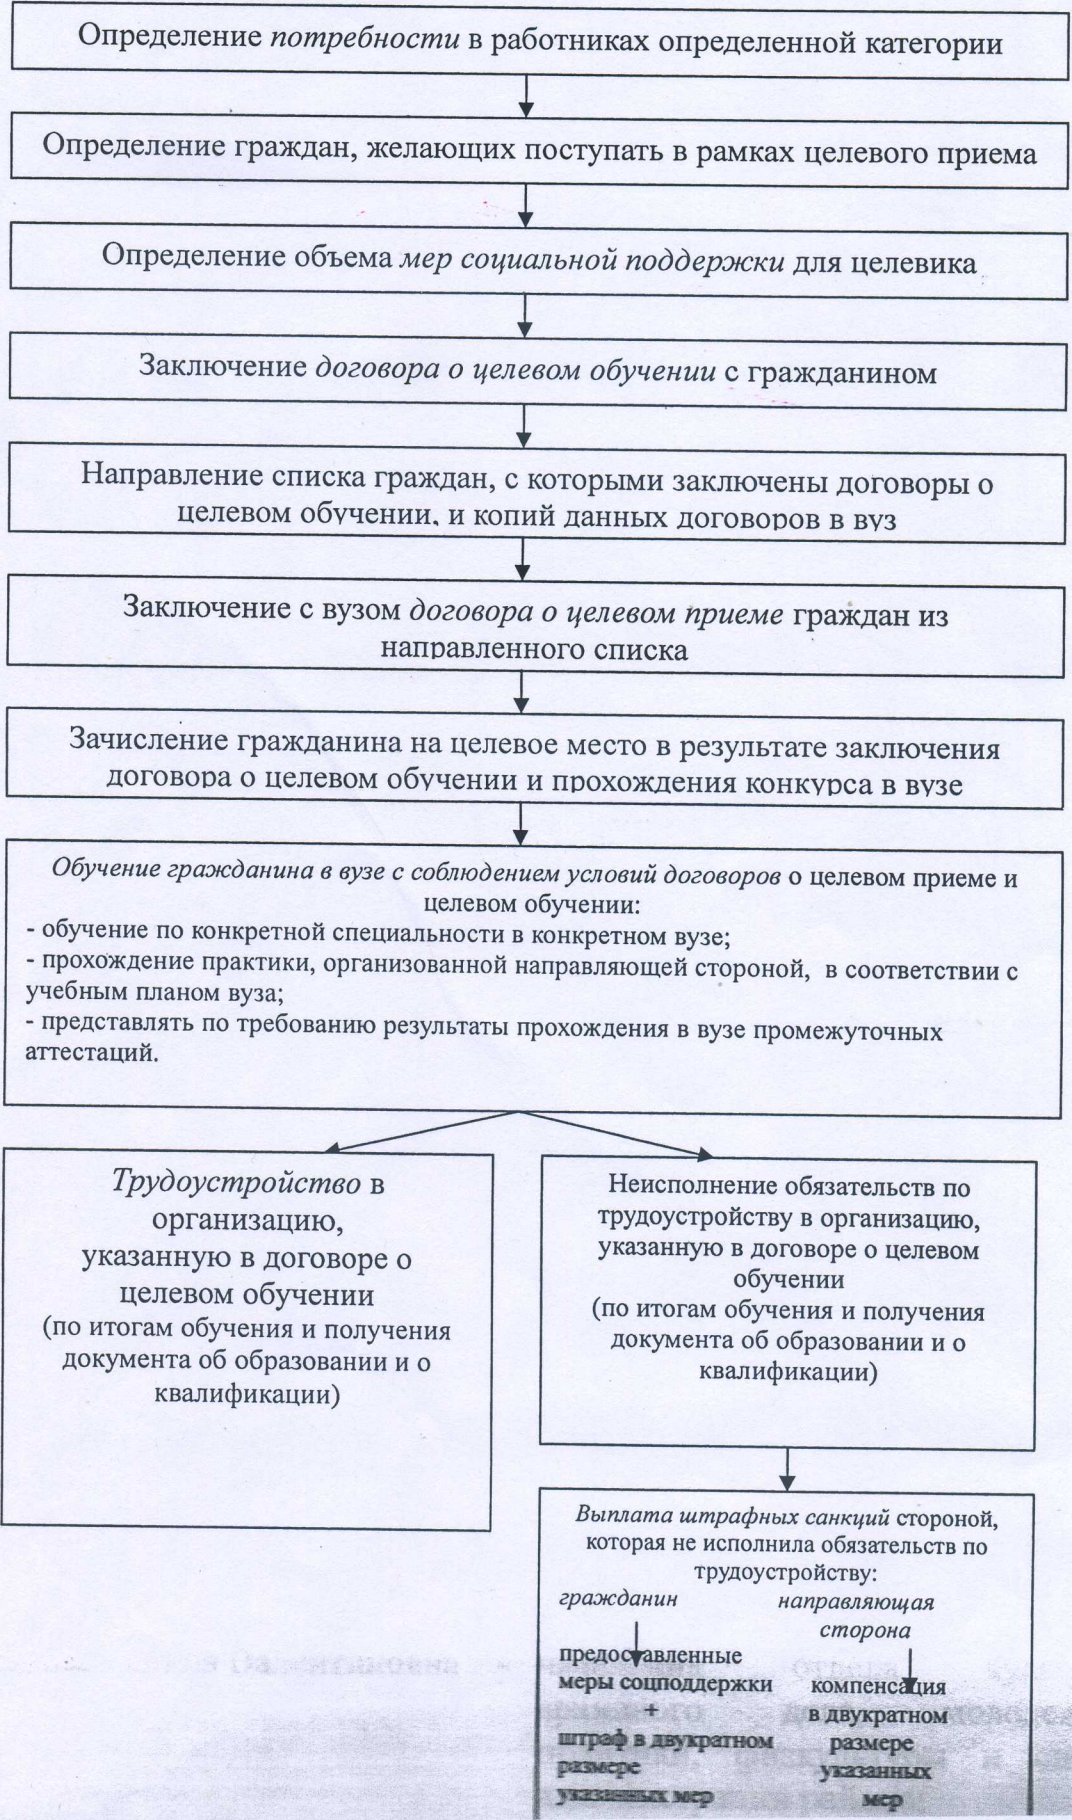 Определение потребности в работниках определенной категории
Определение граждан, желающих поступать в рамках целевого приема
Определение объема мер социальной поддержки для целевика
Заключение договора о целевом обучении с гражданином
Направление списка граждан, с которыми заключены договоры о
целевом обучении, и копий данных договоров в вуз
Заключение с вузом договора о целевом приеме граждан из
направленного списка
Зачисление гражданина на целевое место в результате заключения
договора о целевом обучении и прохождения конкурса в вузе
Обучение гражданина в вузе с соблюдением условий договоров о целевом приеме и
целевом обучении:
- обучение по конкретной специальности в конкретном вузе;
- прохождение практики, организованной направляющей стороной, в соответствии с
учебным планом вуза;
- представлять по требованию результаты прохождения в вузе промежуточных
аттестаций.
Трудоустройство в
организацию,
указанную в договоре о
целевом обучении
(по итогам обучения и получения
документа об образовании и о
квалификации)
Неисполнение обязательств по
трудоустройству в организацию,
указанную в договоре о целевом
обучении
(по итогам обучения и получения
документа об образовании и о
квалификации)
Выплата штрафных санкций стороной,
которая не исполнила обязательств по
трудоустройству:
гражданин
предоставленные
меры соцподдержки
+
штраф в двукратном
размере
указанных мер
направляющая
сторона
компенсация
в двукратном
размере
указанных
мер